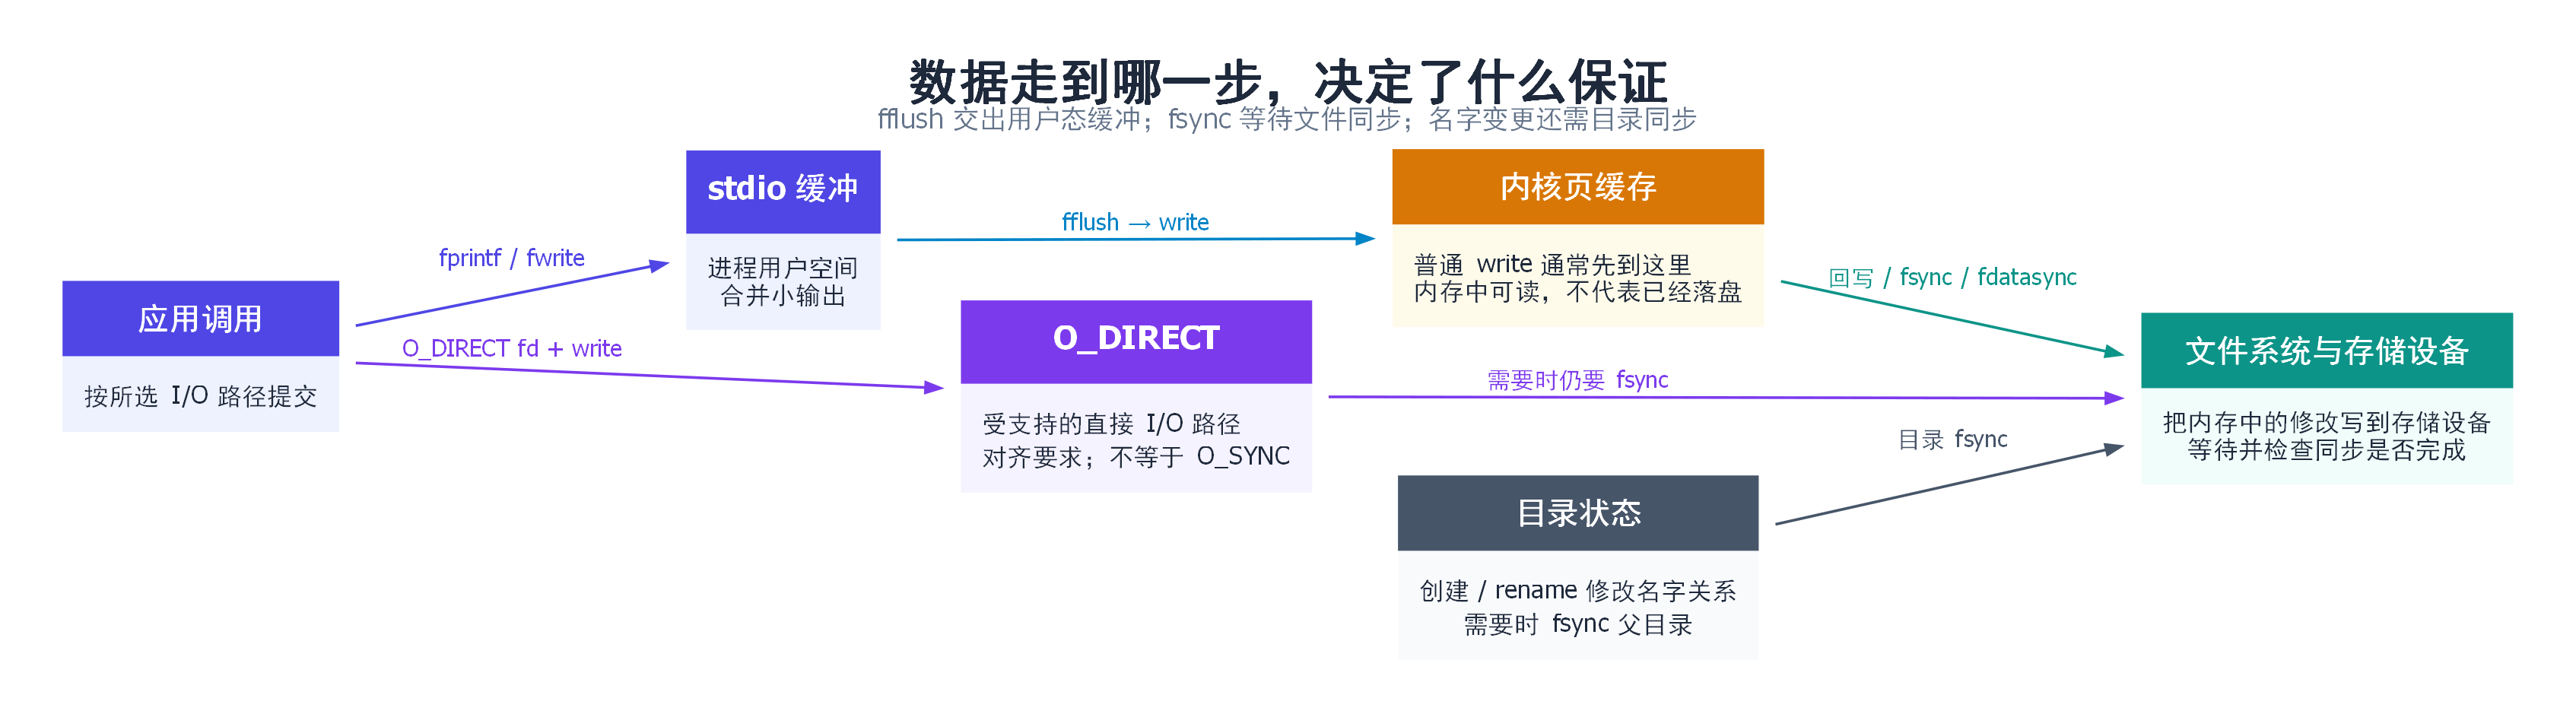 数据走到哪一步，决定了什么保证
fflush 交出用户态缓冲；fsync 等待文件同步；名字变更还需目录同步
应用调用
按所选 I/O 路径提交
fprintf / fwrite
O_DIRECT fd + write
stdio 缓冲
进程用户空间
合并小输出
fflush → write
O_DIRECT
受支持的直接 I/O 路径
对齐要求；不等于 O_SYNC
内核页缓存
普通 write 通常先到这里
内存中可读，不代表已经落盘
回写 / fsync / fdatasync
需要时仍要 fsync
目录 fsync
目录状态
创建 / rename 修改名字关系
需要时 fsync 父目录
文件系统与存储设备
把内存中的修改写到存储设备
等待并检查同步是否完成